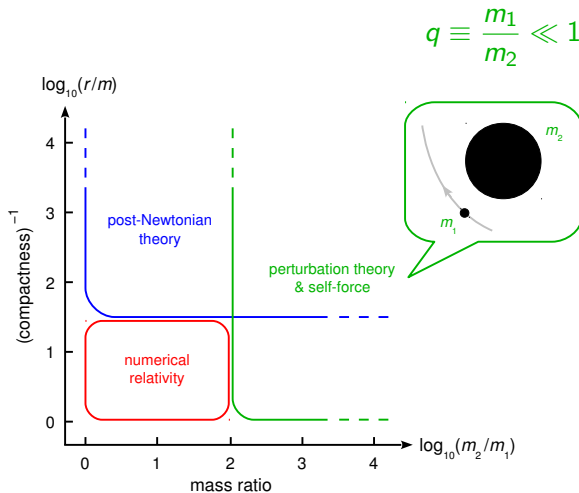 q ≡ m₁/m₂ ≪ 1
log₁₀(r/m)
m₂
m₁
4
3
2
1
0
(compactness)⁻¹
post-Newtonian
theory
perturbation theory
& self-force
numerical
relativity
0
1
2
3
4
log₁₀(m₂/m₁)
mass ratio